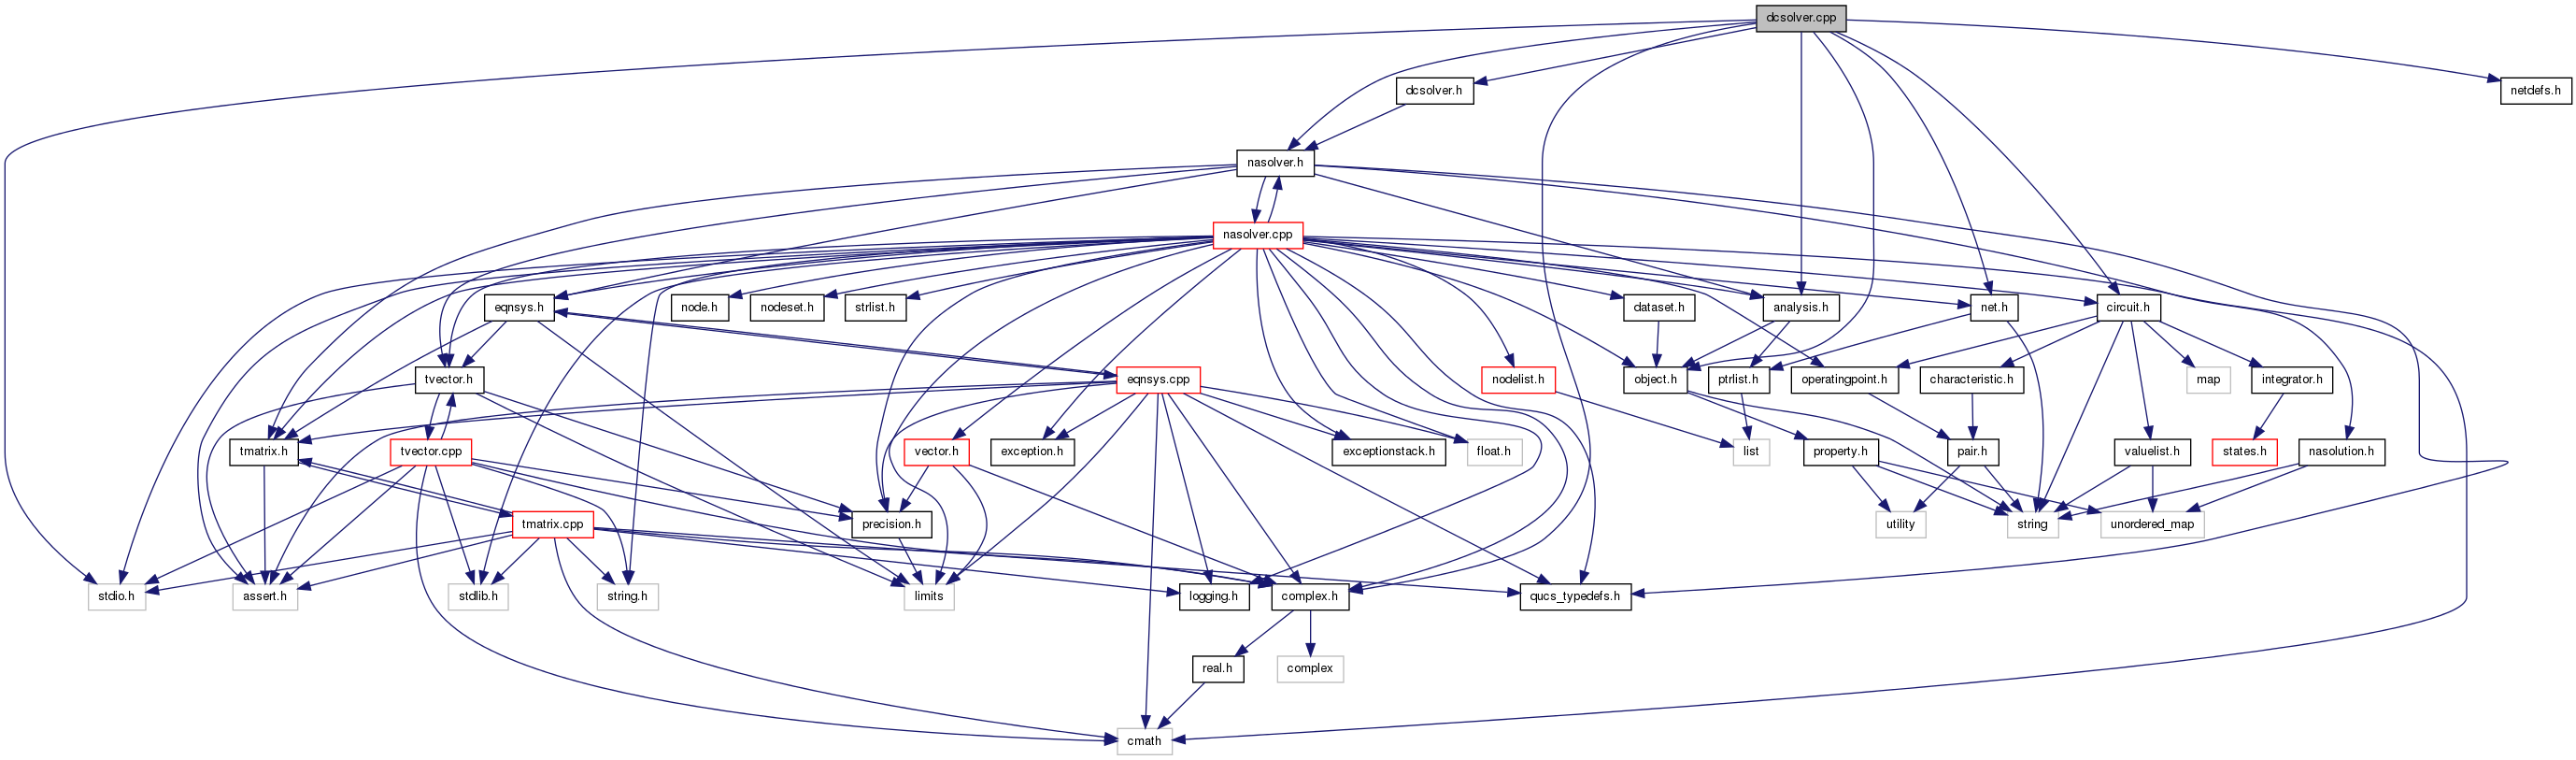 dcsolver.cpp
dcsolver.h
netdefs.h
nasolver.h
nasolver.cpp
eqnsys.h
node.h
nodeset.h
strlist.h
dataset.h
analysis.h
net.h
circuit.h
tvector.h
eqnsys.cpp
nodelist.h
object.h
ptrlist.h
operatingpoint.h
characteristic.h
map
integrator.h
tmatrix.h
tvector.cpp
vector.h
exception.h
exceptionstack.h
float.h
list
property.h
pair.h
valuelist.h
states.h
nasolution.h
tmatrix.cpp
precision.h
utility
string
unordered_map
stdio.h
assert.h
stdlib.h
string.h
limits
logging.h
complex.h
qucs_typedefs.h
real.h
complex
cmath